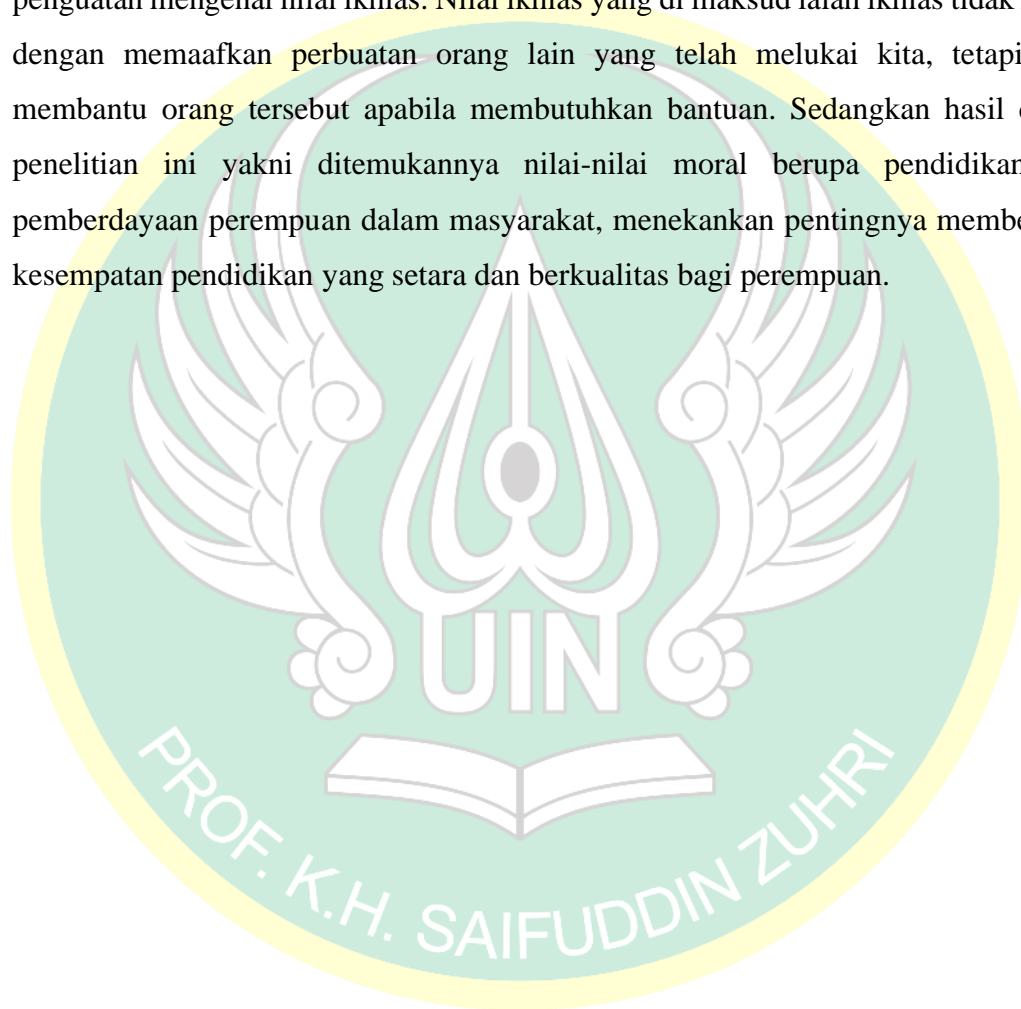 penguatan mengenai nilai ikhlas. Nilai ikhlas yang di maksud ialah ikhlas tidak
dengan memaafkan perbuatan orang lain yang telah melukai kita, tetapi
membantu orang tersebut apabila membutuhkan bantuan. Sedangkan hasil
penelitian ini yakni ditemukannya nilai-nilai moral berupa pendidikan
pemberdayaan perempuan dalam masyarakat, menekankan pentingnya
kesempatan pendidikan yang setara dan berkualitas bagi perempuan.
UIN
PROF. K.H. SAIFUDDIN ZUHRI